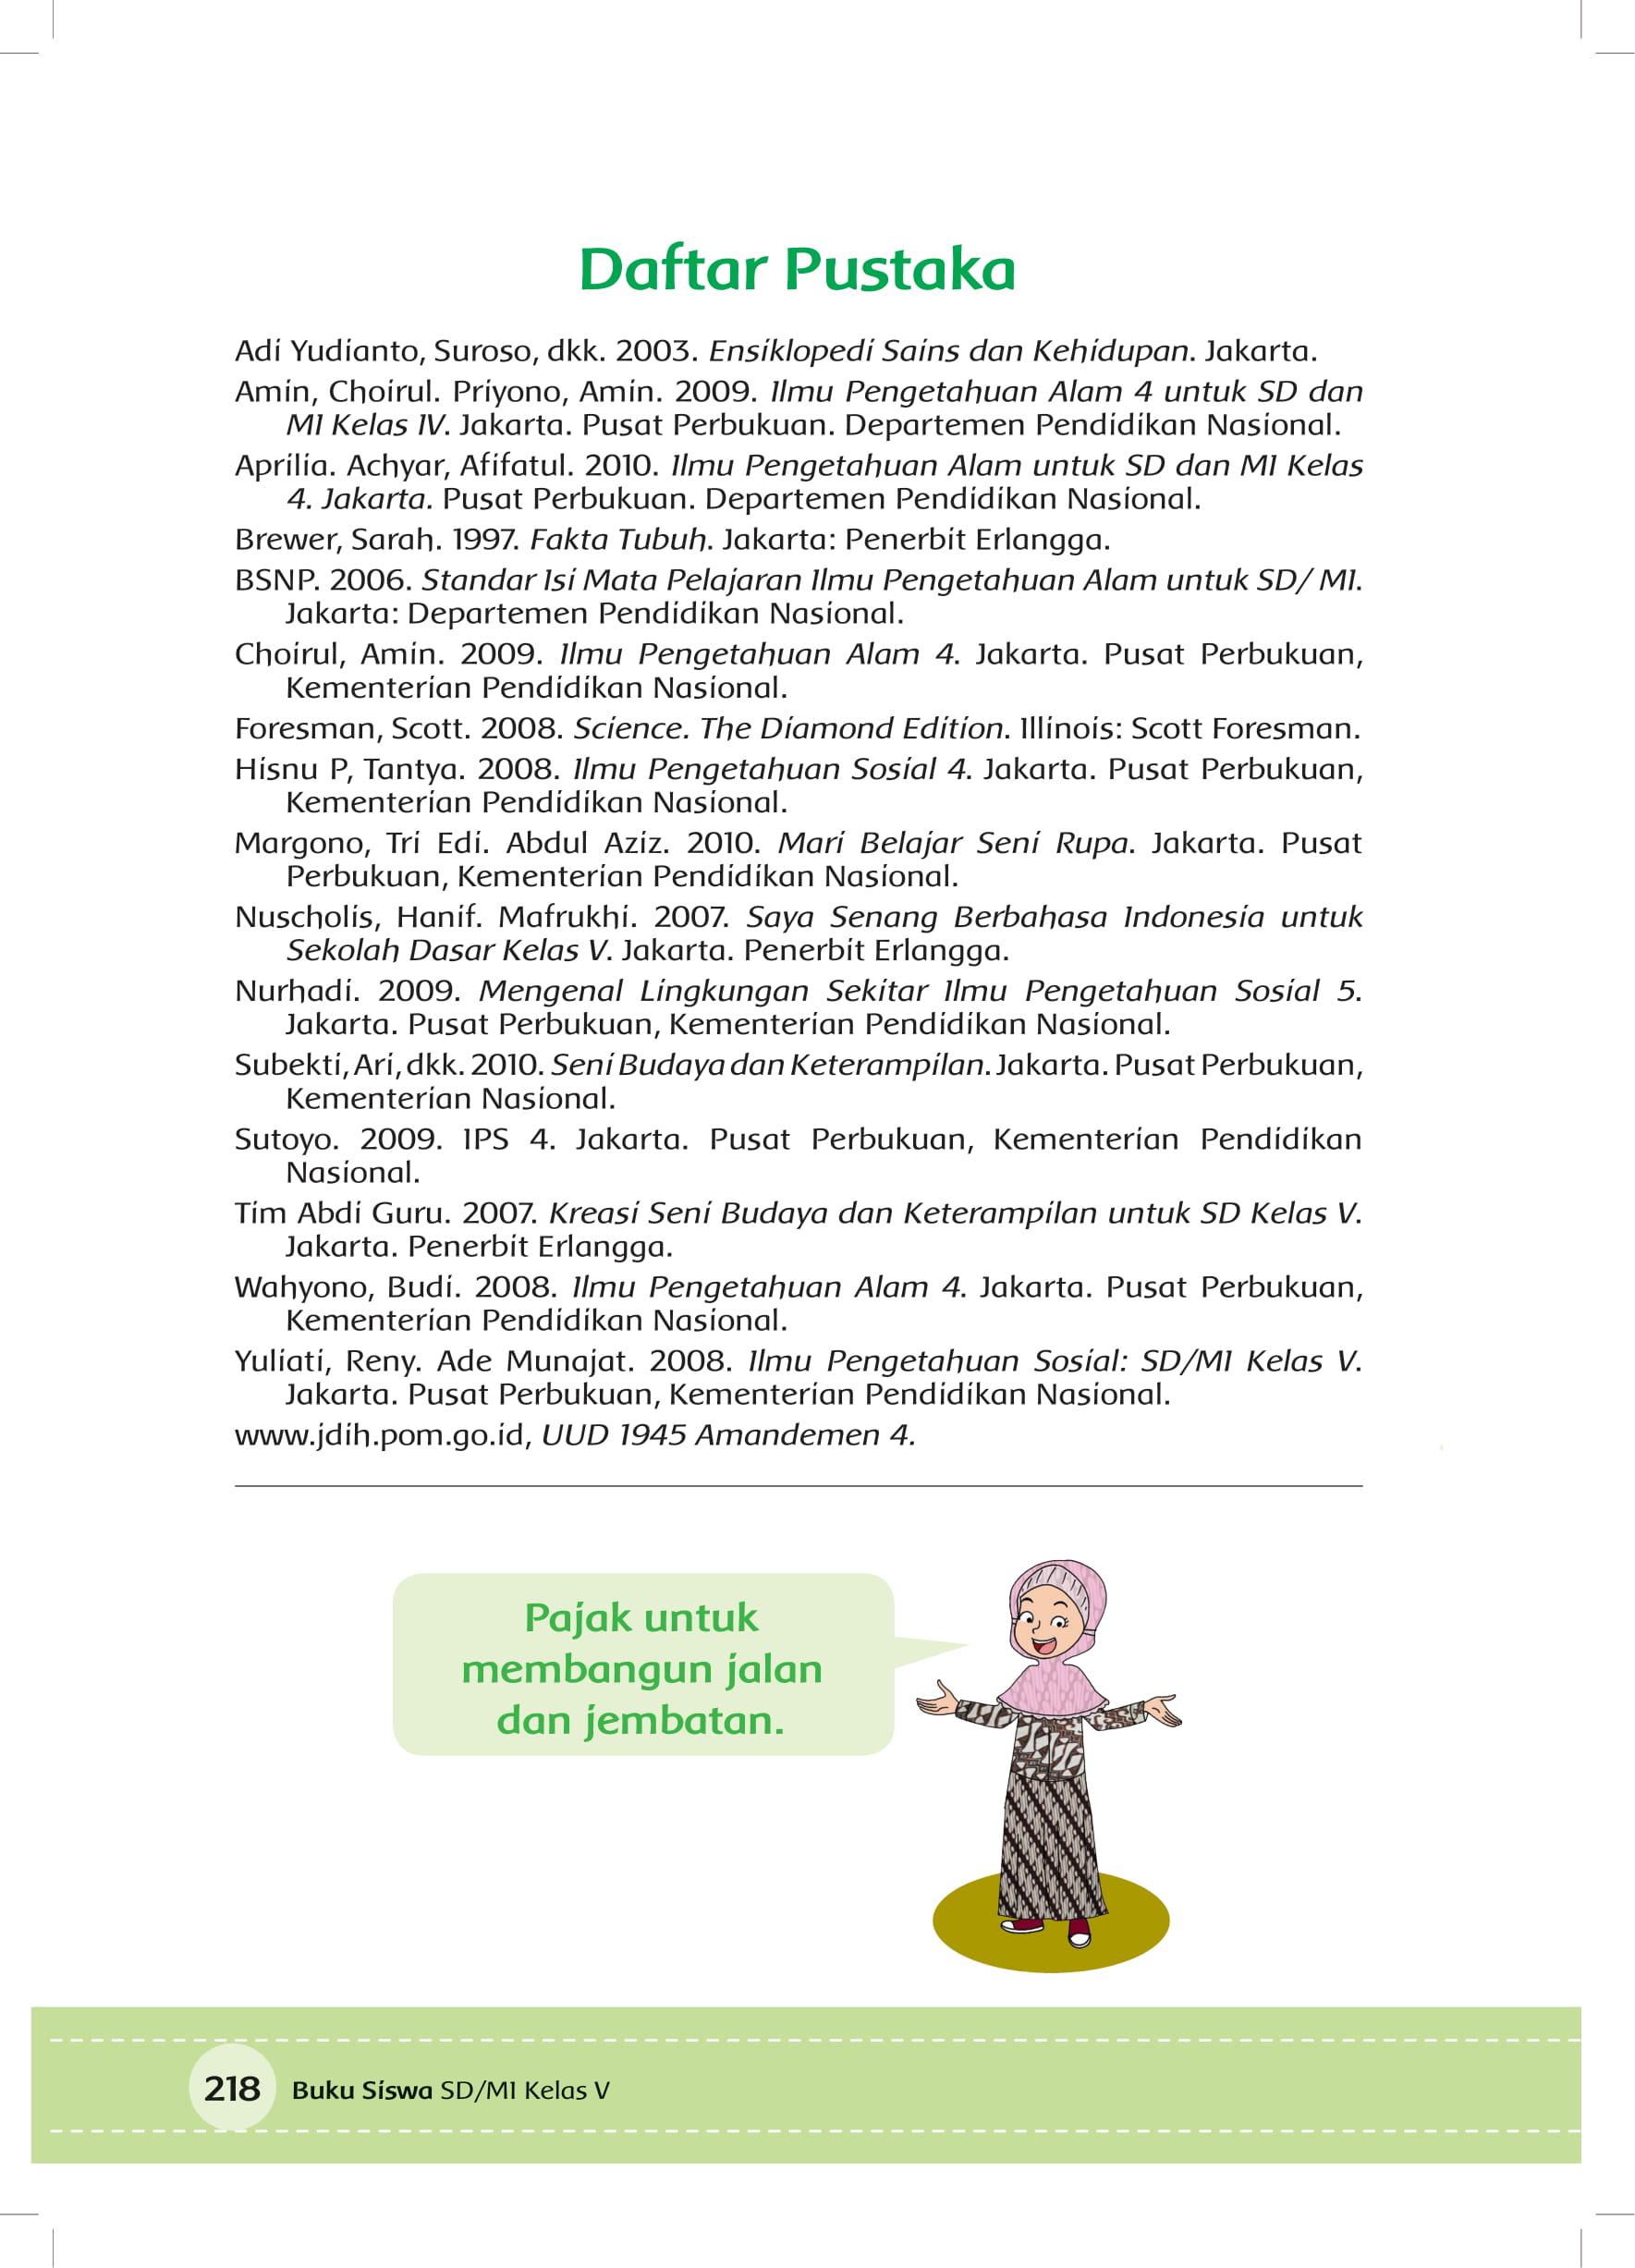 Daftar Pustaka
Adi Yudianto, Suroso, dkk. 2003. Ensiklopedi Sains dan Kehidupan. Jakarta.
Amin, Choirul. Priyono, Amin. 2009. Ilmu Pengetahuan Alam 4 untuk SD dan
MI Kelas IV. Jakarta. Pusat Perbukuan. Departemen Pendidikan Nasional.
Aprilia. Achyar, Afifatul. 2010. Ilmu Pengetahuan Alam untuk SD dan MI Kelas
4. Jakarta. Pusat Perbukuan. Departemen Pendidikan Nasional.
Brewer, Sarah. 1997. Fakta Tubuh. Jakarta: Penerbit Erlangga.
BSNP. 2006. Standar Isi Mata Pelajaran Ilmu Pengetahuan Alam untuk SD/ MI.
Jakarta: Departemen Pendidikan Nasional.
Choirul, Amin. 2009. Ilmu Pengetahuan Alam 4. Jakarta. Pusat Perbukuan,
Kementerian Pendidikan Nasional.
Foresman, Scott. 2008. Science. The Diamond Edition. Illinois: Scott Foresman.
Hisnu P, Tantya. 2008. Ilmu Pengetahuan Sosial 4. Jakarta. Pusat Perbukuan,
Kementerian Pendidikan Nasional.
Margono, Tri Edi. Abdul Aziz. 2010. Mari Belajar Seni Rupa. Jakarta. Pusat
Perbukuan, Kementerian Pendidikan Nasional.
Nuscholis, Hanif. Mafrukhi. 2007. Saya Senang Berbahasa Indonesia untuk
Sekolah Dasar Kelas V. Jakarta. Penerbit Erlangga.
Nurhadi. 2009. Mengenal Lingkungan Sekitar Ilmu Pengetahuan Sosial 5.
Jakarta. Pusat Perbukuan, Kementerian Pendidikan Nasional.
Subekti, Ari, dkk. 2010. Seni Budaya dan Keterampilan. Jakarta. Pusat Perbukuan,
Kementerian Nasional.
Sutoyo. 2009. IPS 4. Jakarta. Pusat Perbukuan, Kementerian Pendidikan
Nasional.
Tim Abdi Guru. 2007. Kreasi Seni Budaya dan Keterampilan untuk SD Kelas V.
Jakarta. Penerbit Erlangga.
Wahyono, Budi. 2008. Ilmu Pengetahuan Alam 4. Jakarta. Pusat Perbukuan,
Kementerian Pendidikan Nasional.
Yuliati, Reny. Ade Munajat. 2008. Ilmu Pengetahuan Sosial: SD/MI Kelas V.
Jakarta. Pusat Perbukuan, Kementerian Pendidikan Nasional.
www.jdih.pom.go.id, UUD 1945 Amandemen 4.
Pajak untuk
membangun jalan
dan jembatan.
218 Buku Siswa SD/MI Kelas V